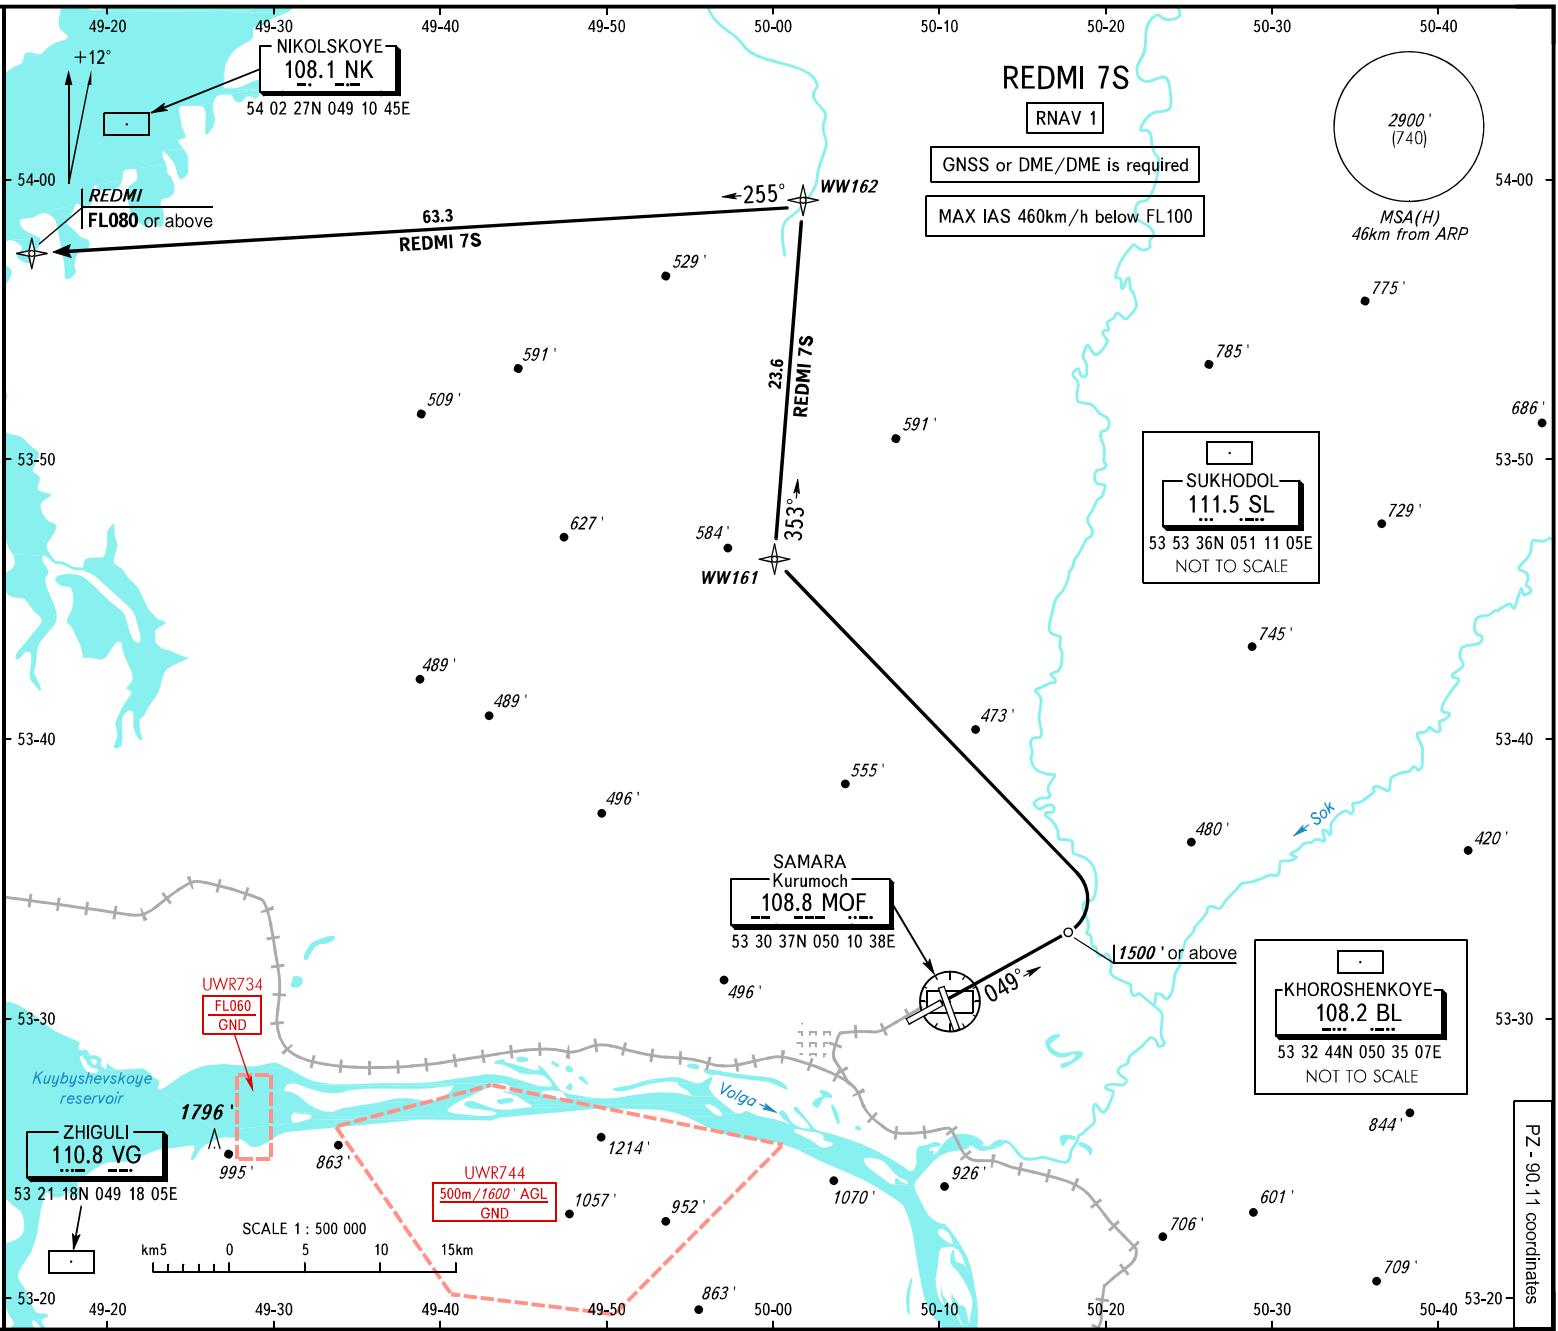 49-20 49-30 49-40 49-50 50-00 50-10 50-20 50-30 50-40
+12°
NIKOLSKOYE
108.1 NK
54 02 27N 049 10 45E
REDMI 7S
RNAV 1
GNSS or DME/DME is required
MAX IAS 460km/h below FL100
2900'
(740)
MSA(H)
46km from ARP
54-00
54-00
REDMI
FL080 or above
63.3
REDMI 7S
255°
WW162
529'
775'
591'
785'
509'
23.6
REDMI 7S
591'
686'
53-50
53-50
SUKHODOL
111.5 SL
53 53 36N 051 11 05E
NOT TO SCALE
627'
584'
353°
729'
WW161
745'
489'
489'
473'
53-40
53-40
555'
496'
480'
Sok
420'
SAMARA
Kurumoch
108.8 MOF
53 30 37N 050 10 38E
1500' or above
049°
496'
UWR734
FL060
GND
KHOROSHENKOYE
108.2 BL
53 32 44N 050 35 07E
NOT TO SCALE
53-30
53-30
Kuybyshevskoye
reservoir
Volga
1796'
ZHIGULI
110.8 VG
53 21 18N 049 18 05E
995'
863'
1214'
844'
UWR744
500m/1600' AGL
GND
1057'
952'
1070'
926'
706'
601'
709'
863'
SCALE 1 : 500 000
km5 0 5 10 15km
PZ - 90.11 coordinates
53-20
53-20
49-20 49-30 49-40 49-50 50-00 50-10 50-20 50-30 50-40